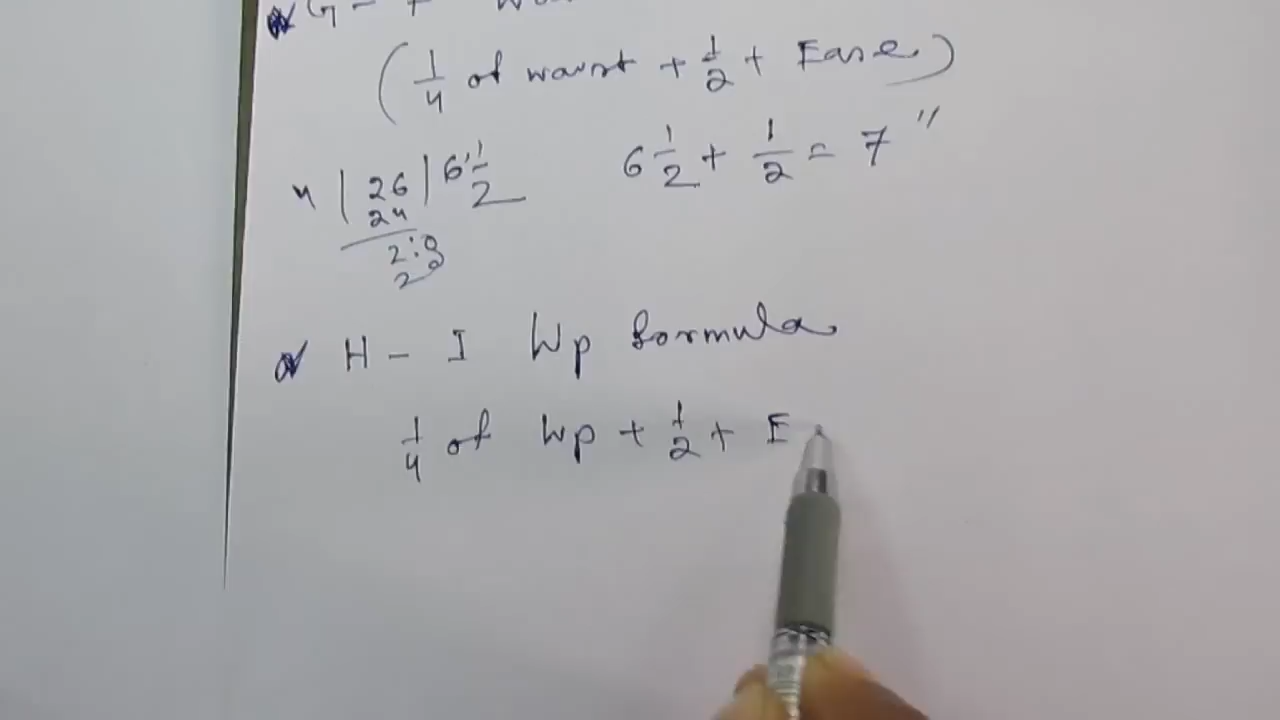 G -
(1/4 of waist + 1/2 + Ease)
4 | 26 | 6 1/2
24
2
2
6 1/2 + 1/2 = 7"
H - I Wp formula
1/4 of Wp + 1/2 + E